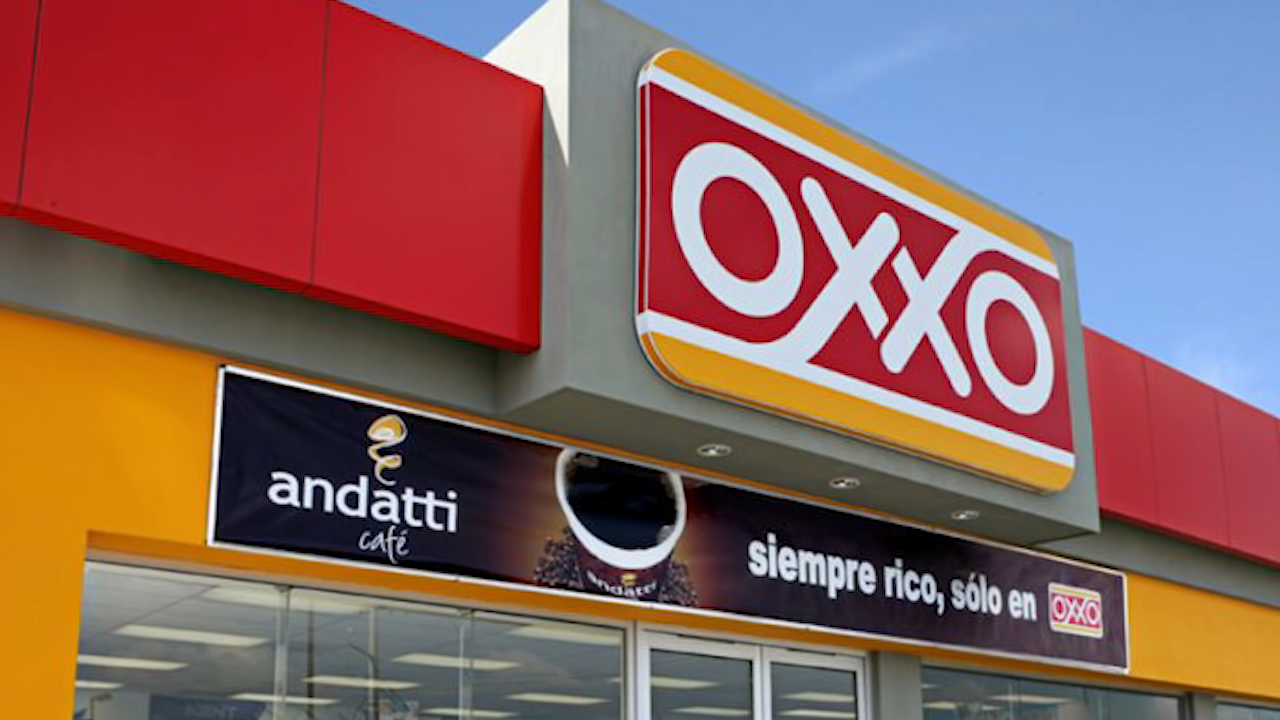 OXXO
andatti
café
andatti
siempre rico, sólo en
OXXO